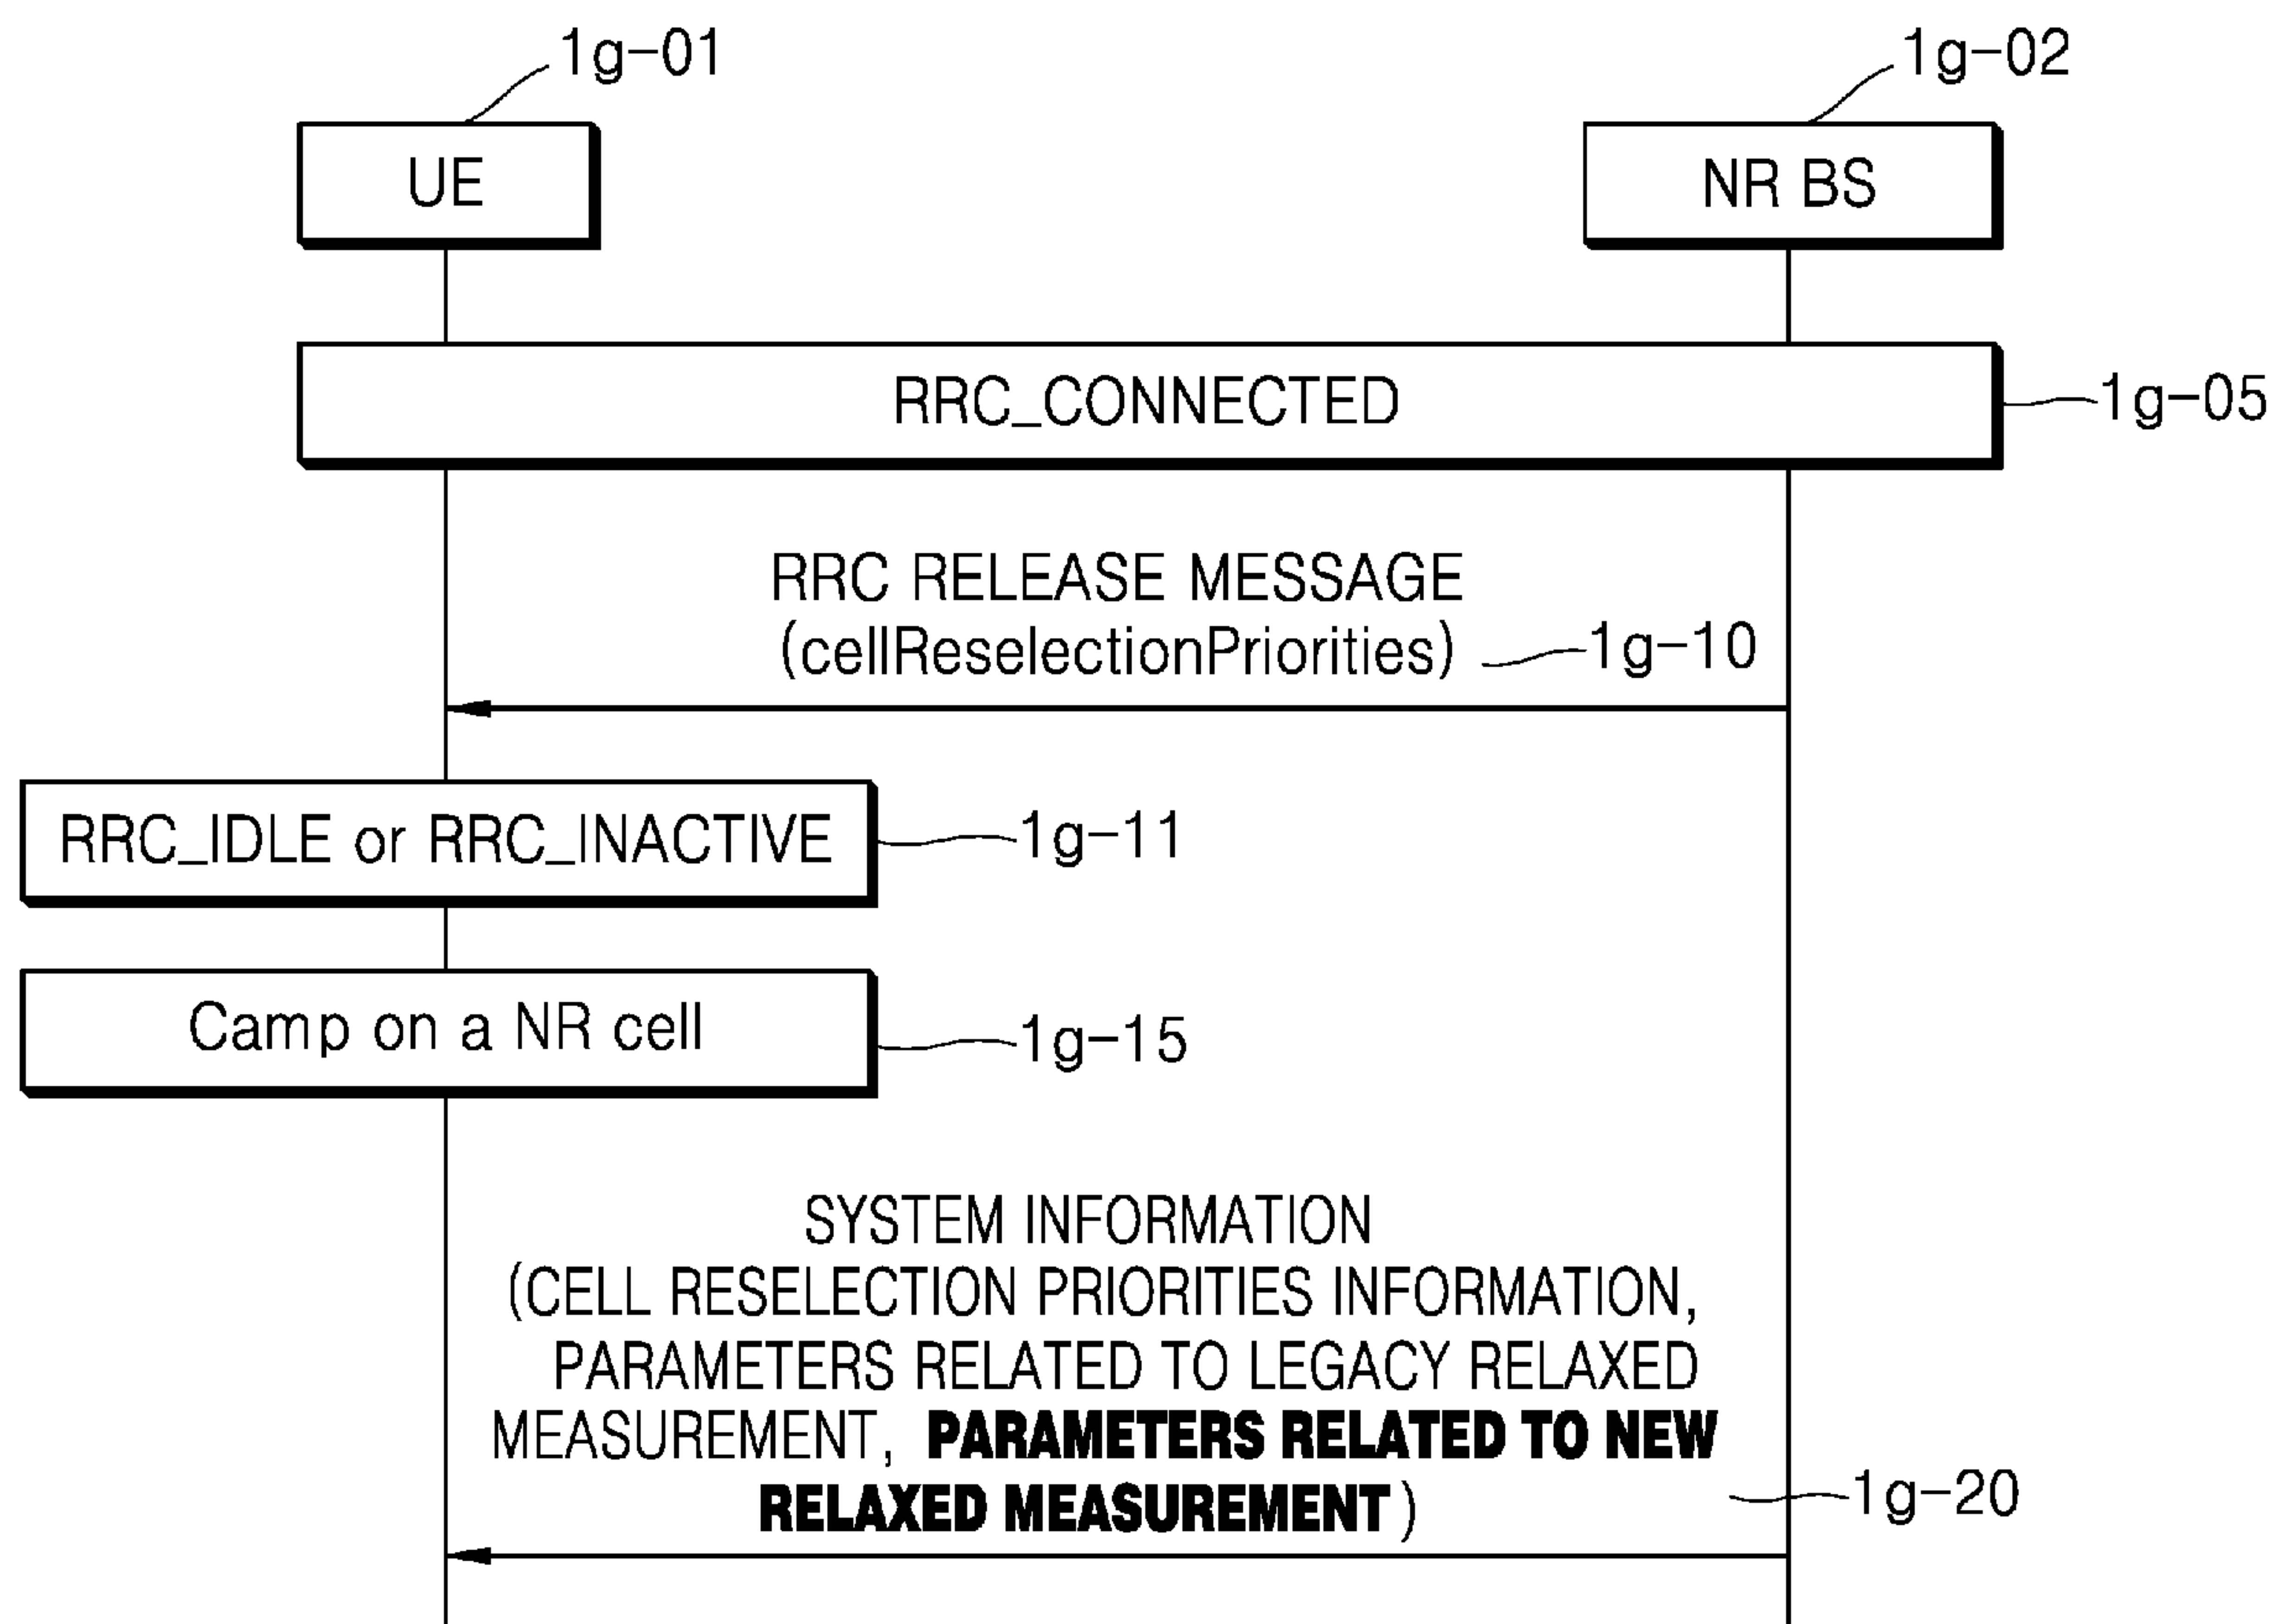 1g-01
1g-02
UE
NR BS
RRC_CONNECTED
1g-05
RRC RELEASE MESSAGE
(cellReselectionPriorities)
1g-10
RRC_IDLE or RRC_INACTIVE
1g-11
Camp on a NR cell
1g-15
SYSTEM INFORMATION
(CELL RESELECTION PRIORITIES INFORMATION,
PARAMETERS RELATED TO LEGACY RELAXED
MEASUREMENT, PARAMETERS RELATED TO NEW
RELAXED MEASUREMENT)
1g-20